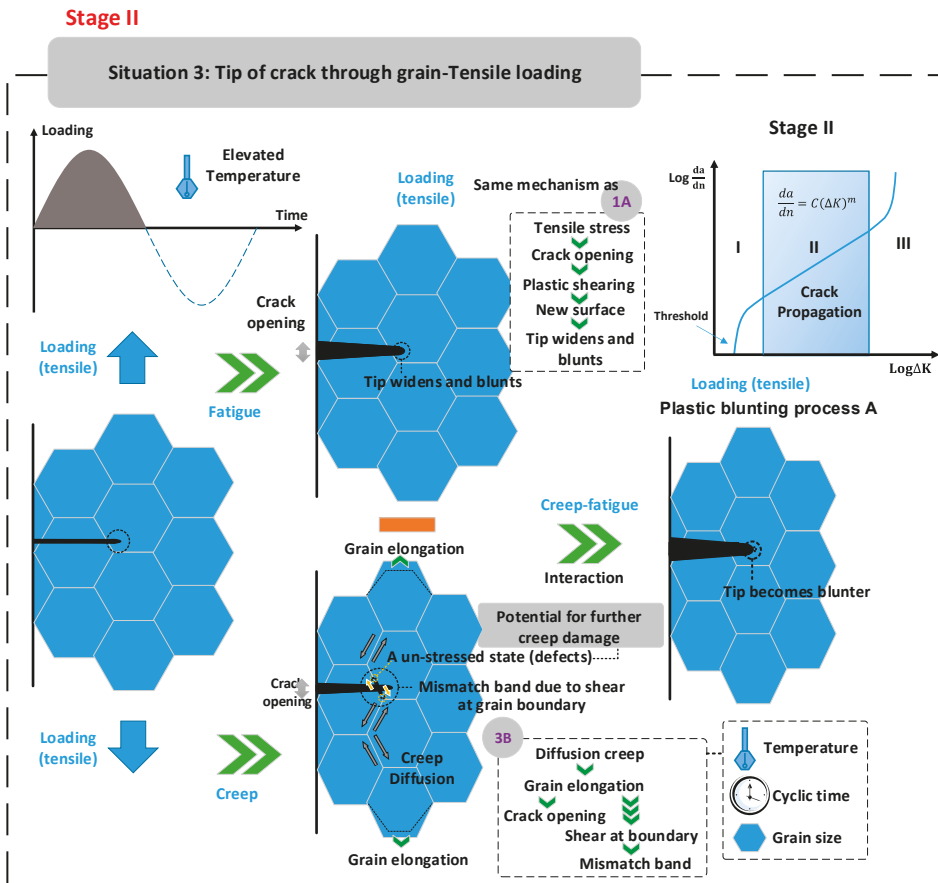 Stage II
Situation 3: Tip of crack through grain-Tensile loading
Loading
Elevated
Temperature
Time
Loading
(tensile)
Same mechanism as
1A
Tensile stress
Crack opening
Plastic shearing
New surface
Tip widens and
blunts
Stage II
Log da/dn
da/dn = C(ΔK)^m
I
II
III
Crack
Propagation
Threshold
LogΔK
Crack
opening
Tip widens and blunts
Loading
(tensile)
Fatigue
Loading (tensile)
Plastic blunting process A
Tip becomes blunter
Creep-fatigue
Interaction
Grain elongation
Potential for further
creep damage
A un-stressed state (defects)
Crack
opening
Mismatch band due to shear
at grain boundary
Creep
Diffusion
Grain elongation
Loading
(tensile)
Creep
3B
Diffusion creep
Grain elongation
Crack opening
Shear at boundary
Mismatch band
Temperature
Cyclic time
Grain size